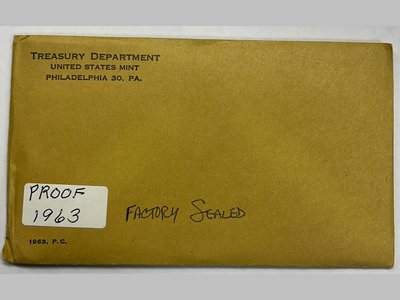 TREASURY DEPARTMENT
UNITED STATES MINT
PHILADELPHIA 30, PA.
PROOF
1963
FACTORY SEALED
1963, P.C.